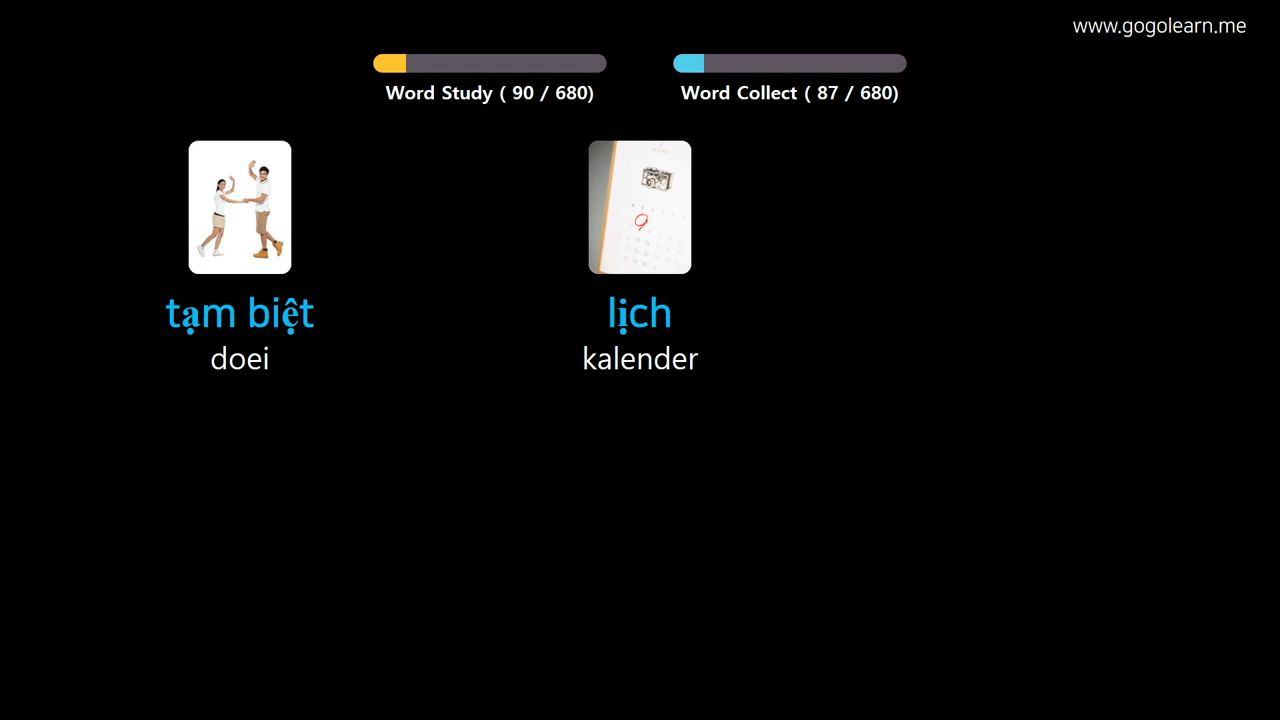 www.gogolearn.me
Word Study ( 90 / 680)
Word Collect ( 87 / 680)
tạm biệt
doei
lịch
kalender